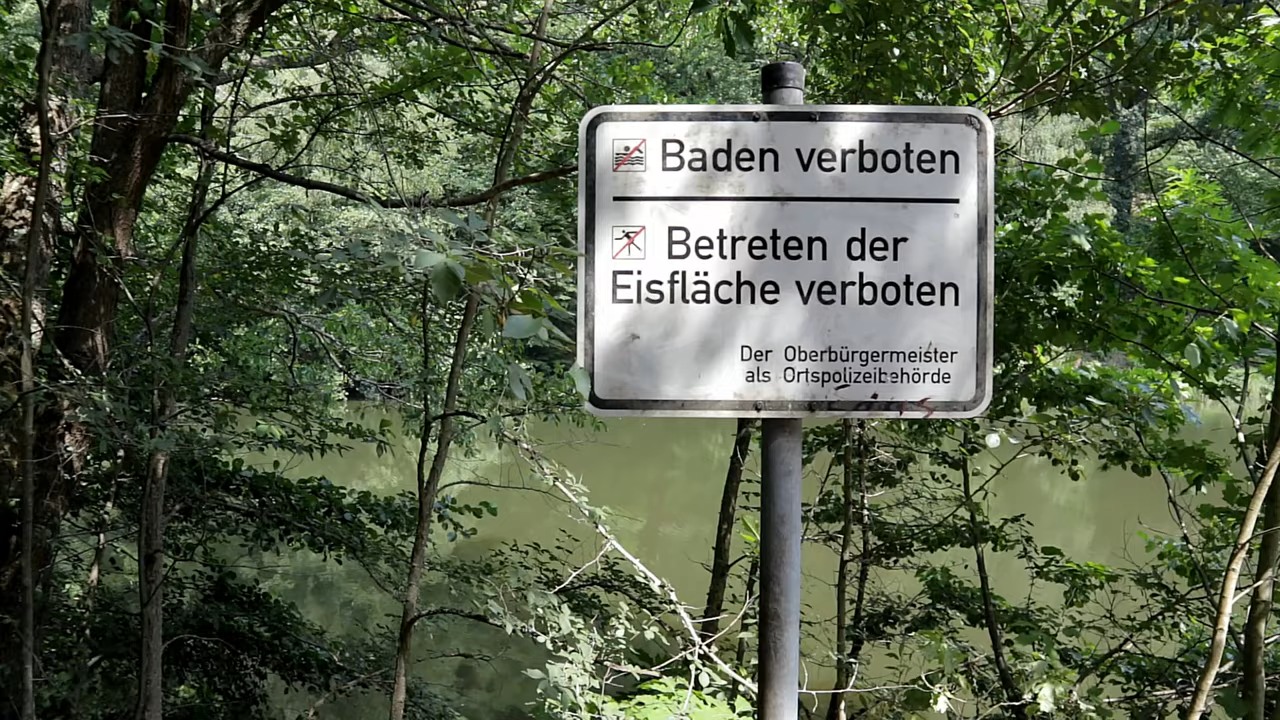 Baden verboten
Betreten der
Eisfläche verboten
Der Oberbürgermeister
als Ortspolizeibehörde